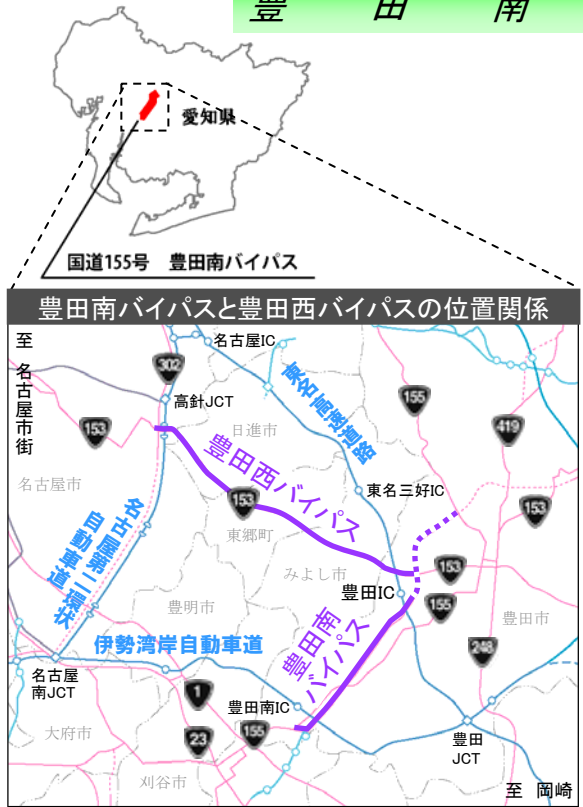 豊田南
愛知県
国道155号 豊田南バイパス
豊田南バイパスと豊田西バイパスの位置関係
至 名古屋市街
名古屋IC
302
東名高速道路
155
高針JCT
419
153
日進市
豊田西バイパス
東名三好IC
名古屋市
153
153
名古屋第二環状
自動車道
東郷町
みよし市
153
豊田IC
155
豊明市
豊田市
豊田南
バイパス
伊勢湾岸自動車道
248
名古屋
南JCT
1
豊田南IC
大府市
23
155
豊田
JCT
刈谷市
至 岡崎